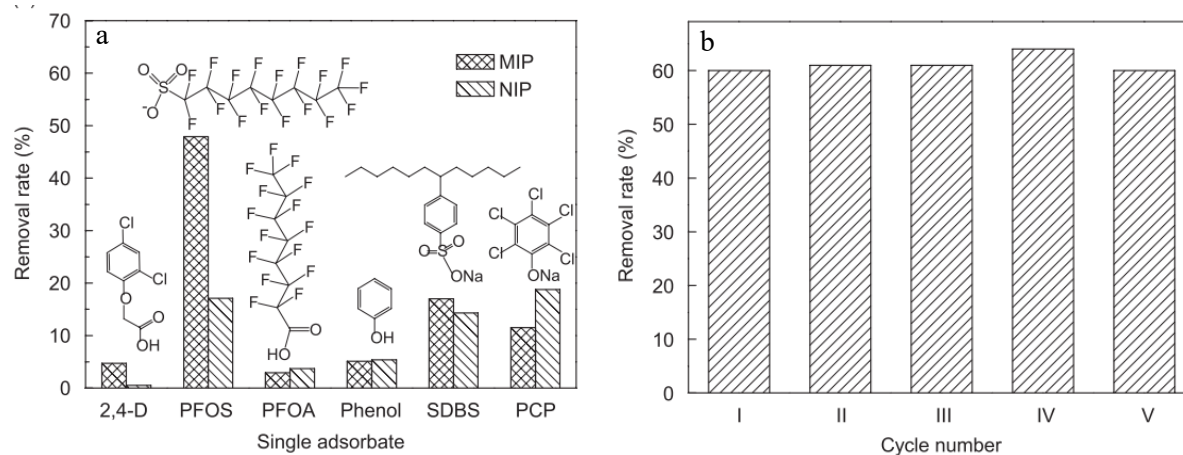 70
60
50
40
30
20
10
0
Removal rate (%)
a
MIP
NIP
O O
S
-O
F F F F F F F F F F F F F F F F F
Cl
Cl
O
O
OH
F F F F F F F F F F F F F F F
O
HO
OH
O S O
ONa
Cl Cl Cl Cl Cl
ONa
2,4-D PFOS PFOA Phenol SDBS PCP
Single adsorbate
b
60
50
40
30
20
10
0
Removal rate (%)
I II III IV V
Cycle number